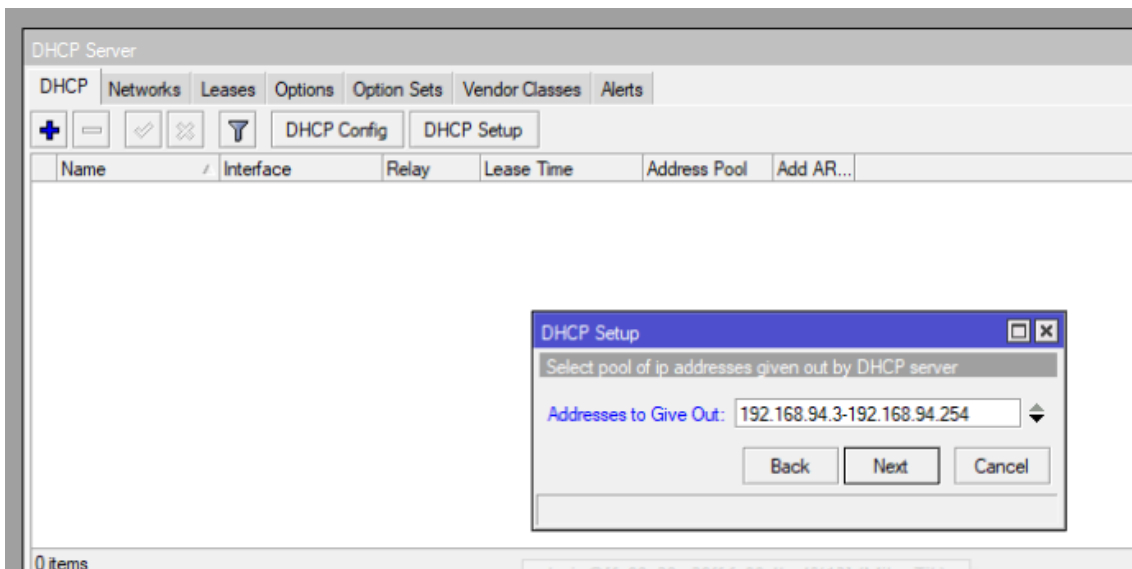 DHCP Server
DHCP Networks Leases Options Option Sets Vendor Classes Alerts
DHCP Config DHCP Setup
Name Interface Relay Lease Time Address Pool Add AR...
DHCP Setup
Select pool of ip addresses given out by DHCP server
Addresses to Give Out: 192.168.94.3-192.168.94.254
Back Next Cancel
0 items